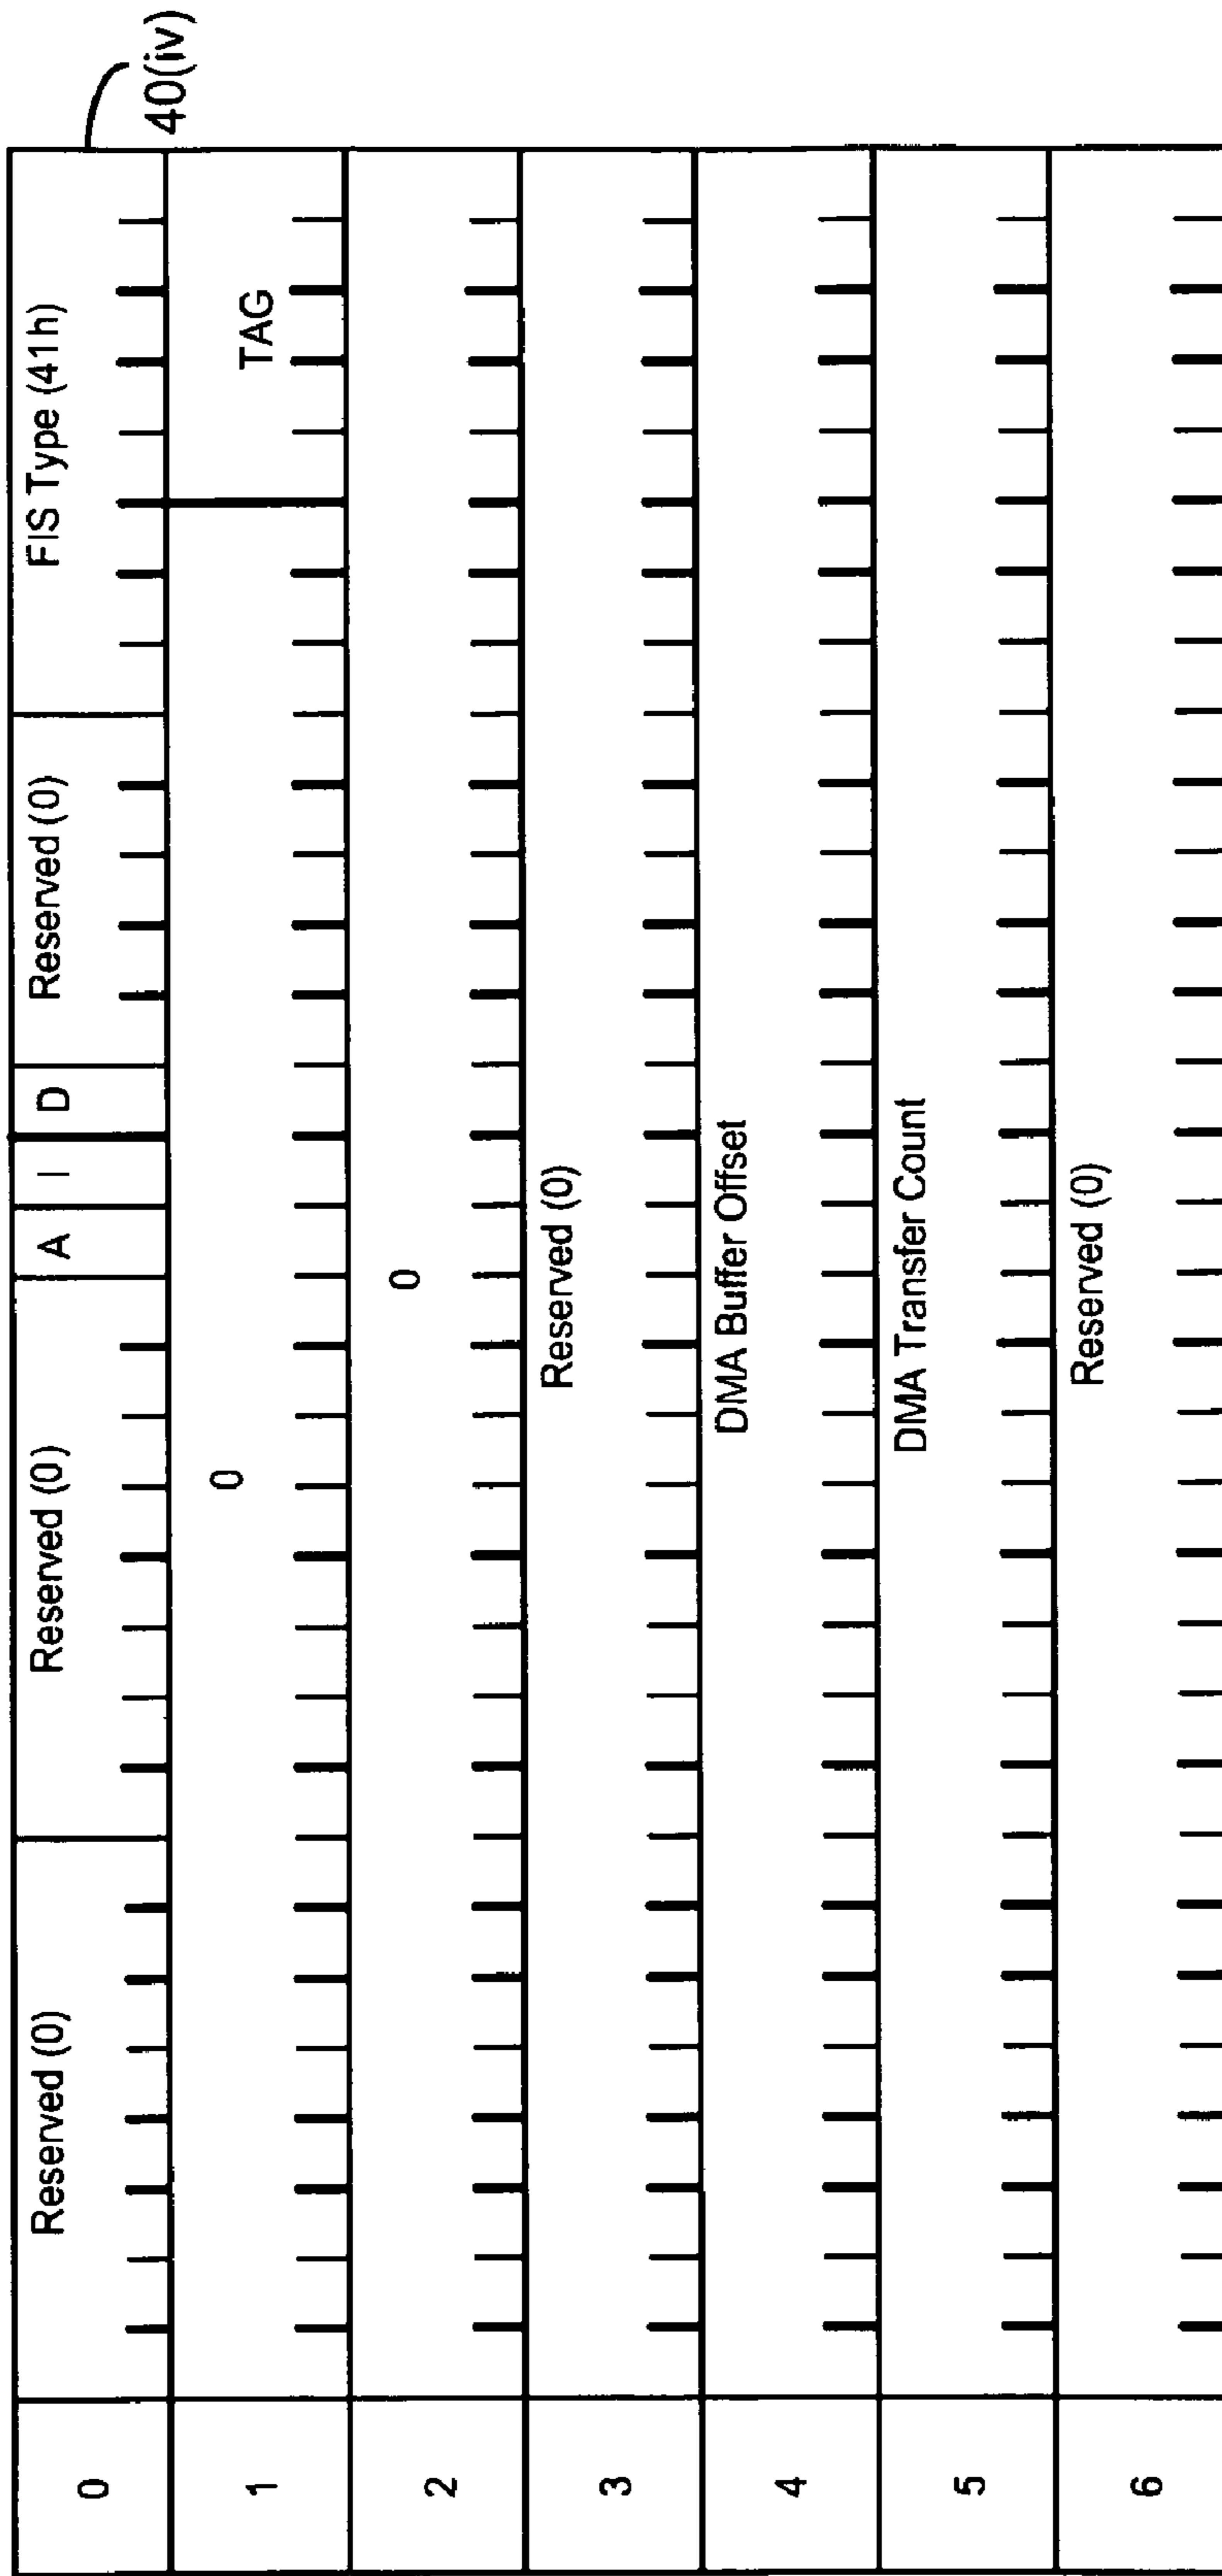 40(iv)
0 Reserved (0) Reserved (0) A I D Reserved (0) FIS Type (41h)
1 0 TAG
2 0
3 Reserved (0)
4 DMA Buffer Offset
5 DMA Transfer Count
6 Reserved (0)